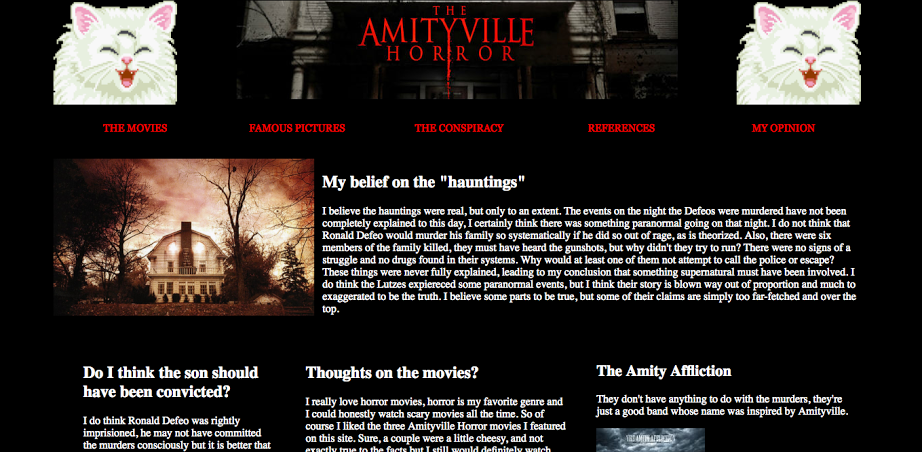 THE
AMITYVILLE
HORROR
THE MOVIES FAMOUS PICTURES THE CONSPIRACY REFERENCES MY OPINION
My belief on the "hauntings"
I believe the hauntings were real, but only to an extent. The events on the night the Defeos were murdered have not been
completely explained to this day, I certainly think there was something paranormal going on that night. I do not think that
Ronald Defeo would murder his family so systematically if he did so out of rage, as is theorized. Also, there were six
members of the family killed, they must have heard the gunshots, but why didn't they try to run? There were no signs of a
struggle and no drugs found in their systems. Why would at least one of them not attempt to call the police or escape?
These things were never fully explained, leading to my conclusion that something supernatural must have been involved. I
do think the Lutzes expiereced some paranormal events, but I think their story is blown way out of proportion and much to
exaggerated to be the truth. I believe some parts to be true, but some of their claims are simply too far-fetched and over the
top.
Do I think the son should
have been convicted?
I do think Ronald Defeo was rightly
imprisioned, he may not have committed
the murders consciously but it is better that
Thoughts on the movies?
I really love horror movies, horror is my favorite genre and
I could honestly watch scary movies all the time. So of
course I liked the three Amityville Horror movies I featured
on this site. Sure, a couple were a little cheesy, and not
exactly true to the facts but I still would definitely watch
The Amity Affliction
They don't have anything to do with the murders, they're
just a good band whose name was inspired by Amityville.
THE AMITY AFFLICTION